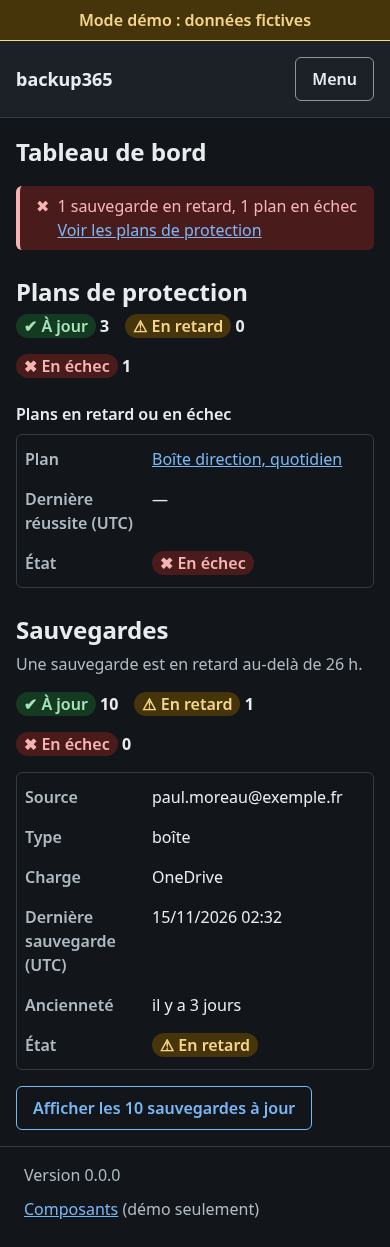 Mode démo : données fictives
backup365
Menu
Tableau de bord
✖ 1 sauvegarde en retard, 1 plan en échec
Voir les plans de protection
Plans de protection
✔ À jour 3 ⚠ En retard 0
✖ En échec 1
Plans en retard ou en échec
Plan Boîte direction, quotidien
Dernière —
réussite (UTC)
État ✖ En échec
Sauvegardes
Une sauvegarde est en retard au-delà de 26 h.
✔ À jour 10 ⚠ En retard 1
✖ En échec 0
Source paul.moreau@exemple.fr
Type boîte
Charge OneDrive
Dernière 15/11/2026 02:32
sauvegarde
(UTC)
Ancienneté il y a 3 jours
État ⚠ En retard
Afficher les 10 sauvegardes à jour
Version 0.0.0
Composants (démo seulement)